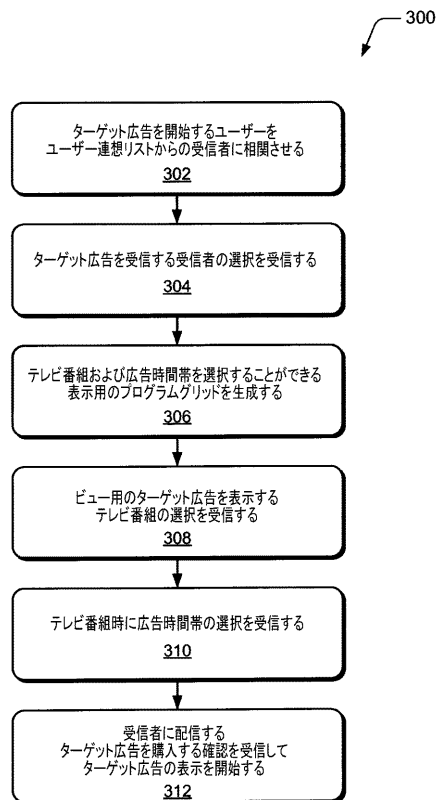 300
ターゲット広告を開始するユーザーを
ユーザー連想リストからの受信者に相関させる
302
ターゲット広告を受信する受信者の選択を受信する
304
テレビ番組および広告時間帯を選択することができる
表示用のプログラムグリッドを生成する
306
ビュー用のターゲット広告を表示する
テレビ番組の選択を受信する
308
テレビ番組時に広告時間帯の選択を受信する
310
受信者に配信する
ターゲット広告を購入する確認を受信して
ターゲット広告の表示を開始する
312